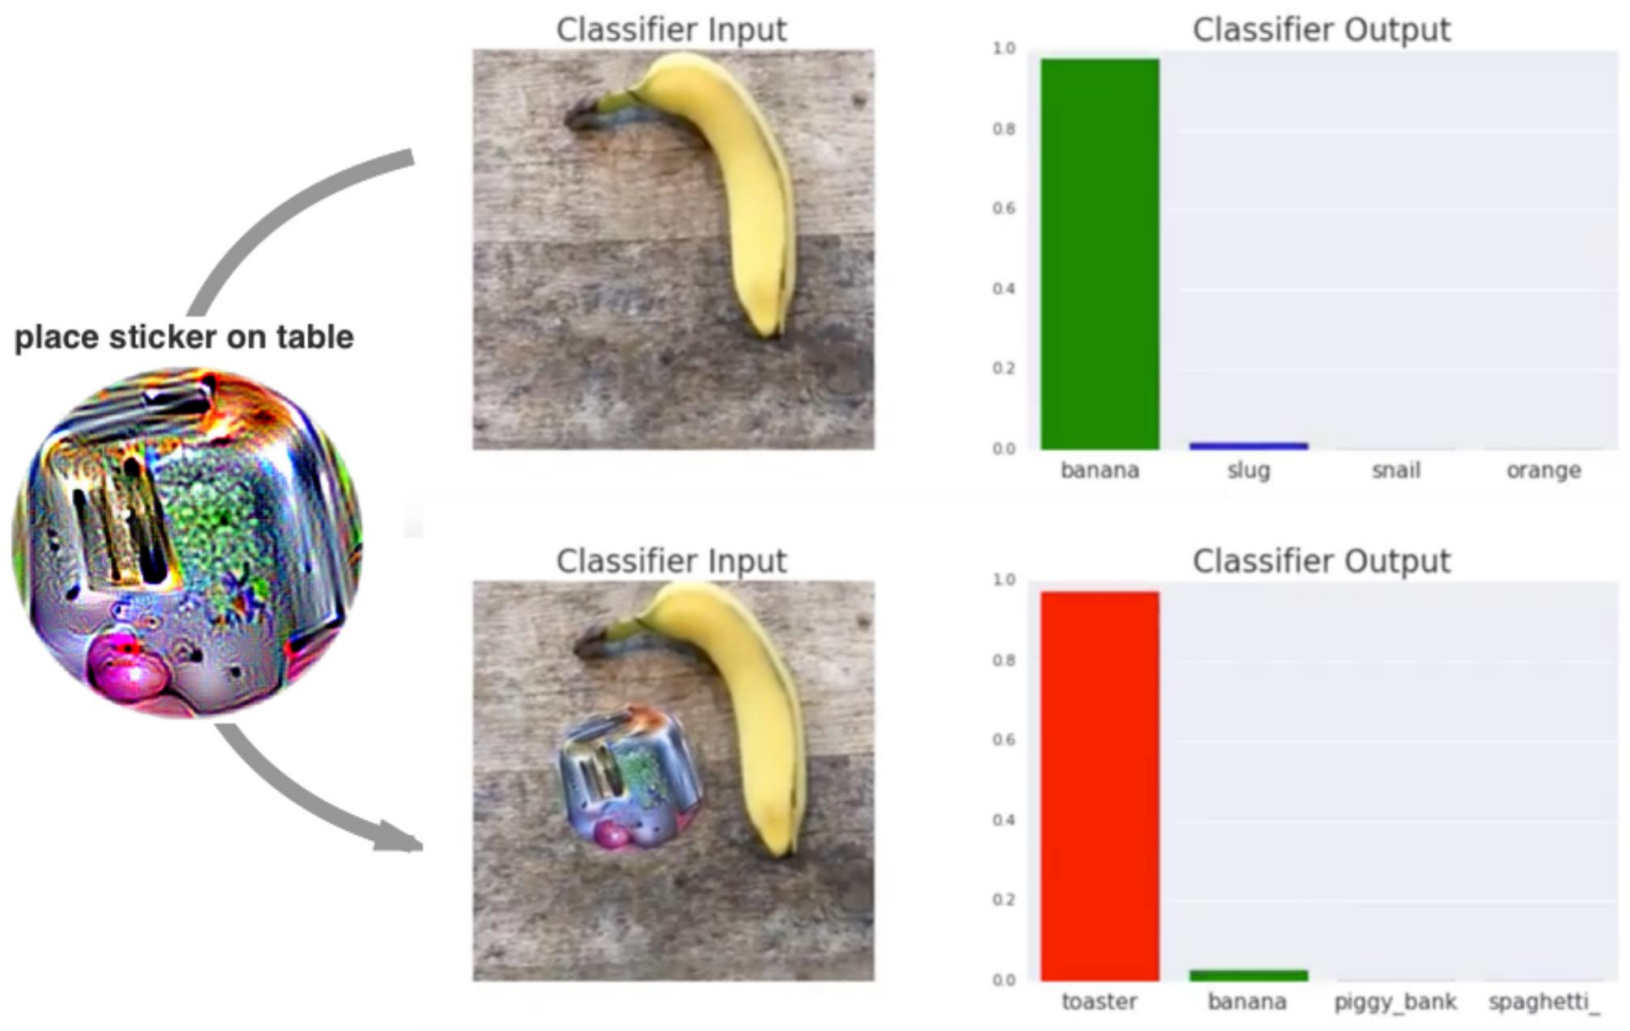 Classifier Input
Classifier Output
1.0
0.8
0.6
0.4
0.2
0.0
banana slug snail orange
place sticker on table
Classifier Input
Classifier Output
1.0
0.8
0.6
0.4
0.2
0.0
toaster banana piggy_bank spaghetti_